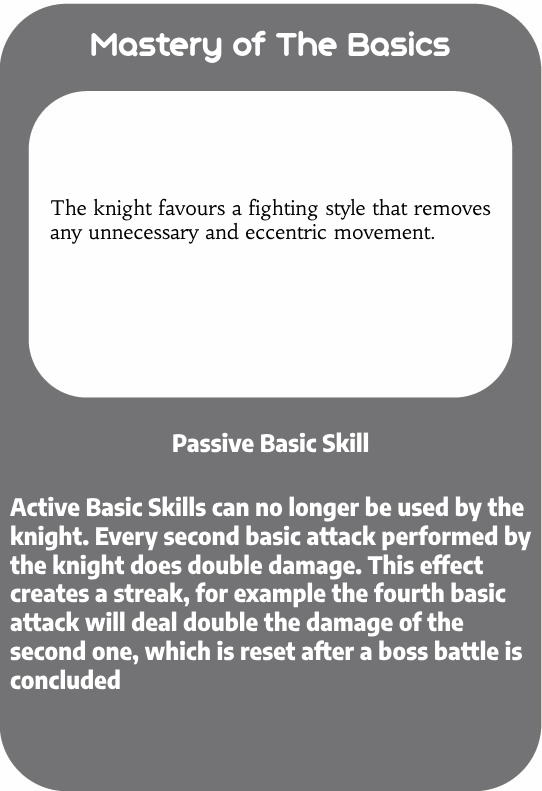 Mastery of The Basics
The knight favours a fighting style that removes
any unnecessary and eccentric movement.
Passive Basic Skill
Active Basic Skills can no longer be used by the
knight. Every second basic attack performed by
the knight does double damage. This effect
creates a streak, for example the fourth basic
attack will deal double the damage of the
second one, which is reset after a boss battle is
concluded